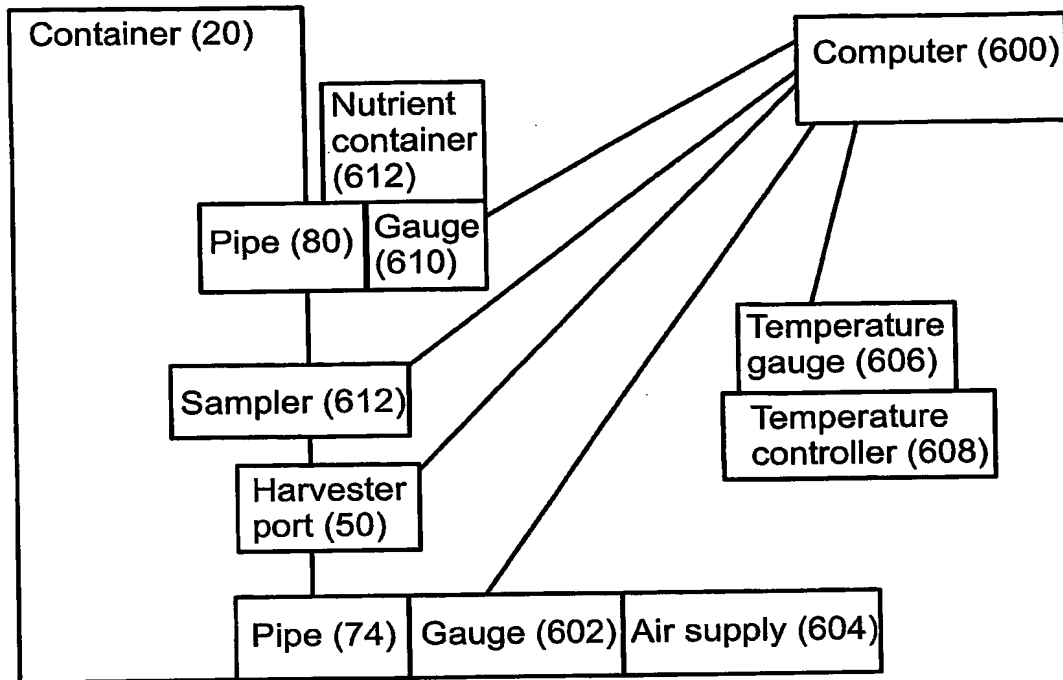 Container (20)
Computer (600)
Nutrient
container
(612)
Pipe (80)
Gauge
(610)
Temperature
gauge (606)
Sampler (612)
Temperature
controller (608)
Harvester
port (50)
Pipe (74)
Gauge (602)
Air supply (604)